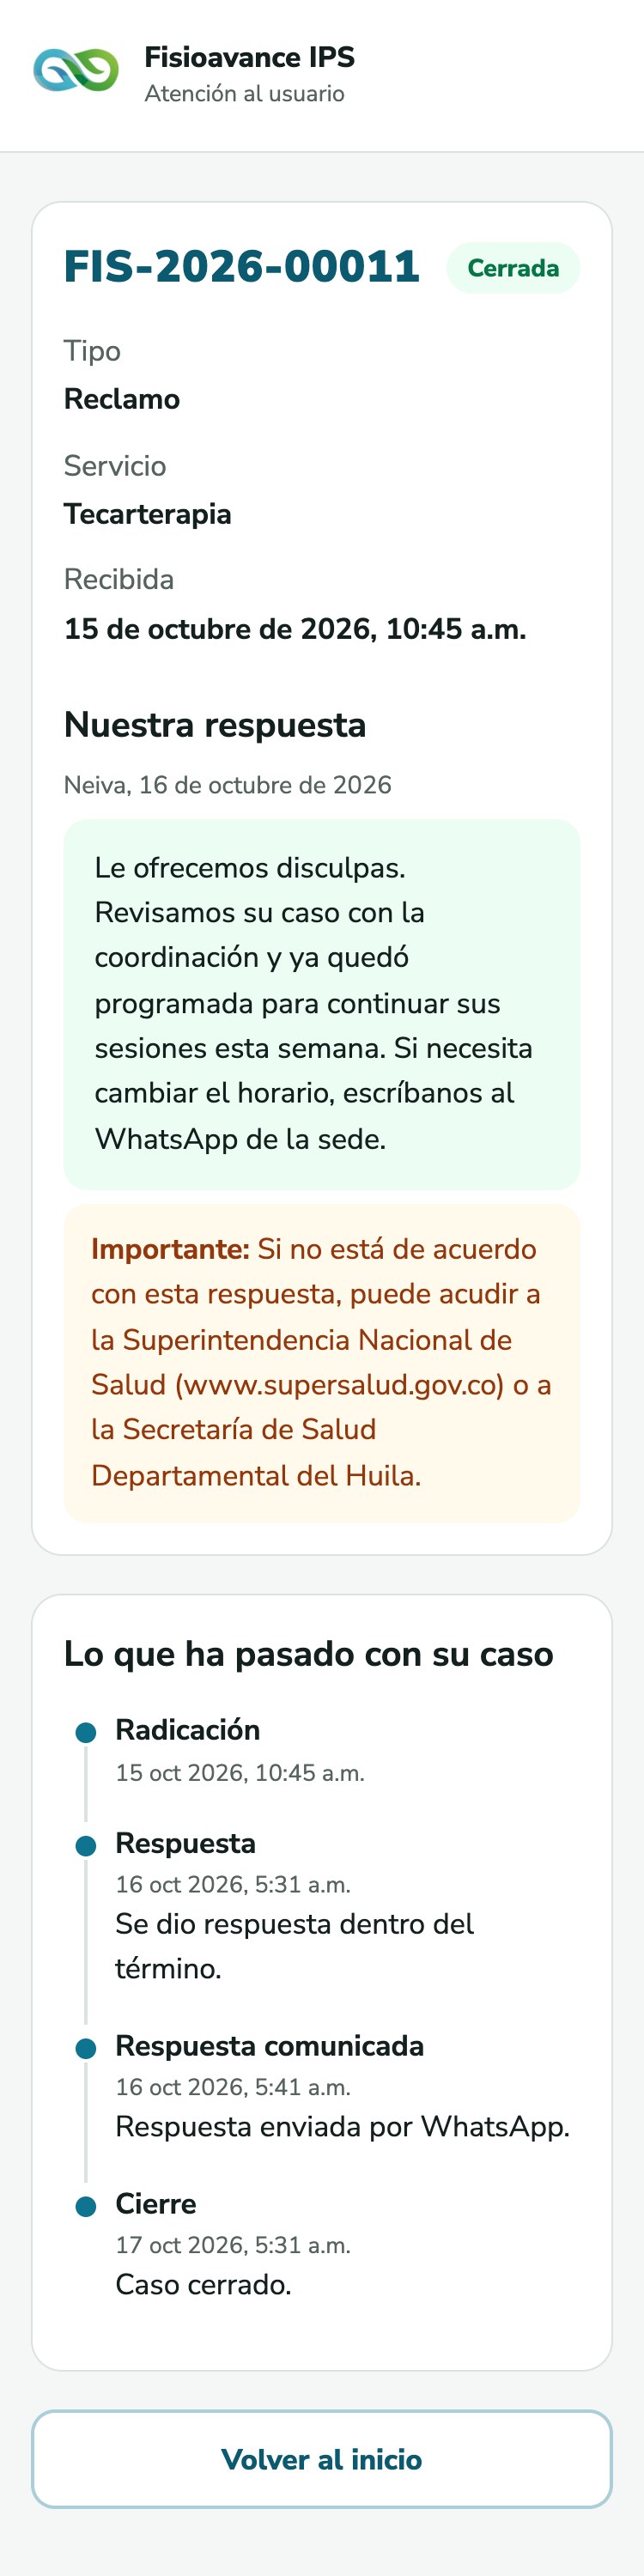 Fisioavance IPS
Atención al usuario
FIS-2026-00011
Cerrada
Tipo
Reclamo
Servicio
Tecarterapia
Recibida
15 de octubre de 2026, 10:45 a.m.
Nuestra respuesta
Neiva, 16 de octubre de 2026
Le ofrecemos disculpas.
Revisamos su caso con la
coordinación y ya quedó
programada para continuar sus
sesiones esta semana. Si necesita
cambiar el horario, escríbanos al
WhatsApp de la sede.
Importante: Si no está de acuerdo
con esta respuesta, puede acudir a
la Superintendencia Nacional de
Salud (www.supersalud.gov.co) o a
la Secretaría de Salud
Departamental del Huila.
Lo que ha pasado con su caso
Radicación
15 oct 2026, 10:45 a.m.
Respuesta
16 oct 2026, 5:31 a.m.
Se dio respuesta dentro del
término.
Respuesta comunicada
16 oct 2026, 5:41 a.m.
Respuesta enviada por WhatsApp.
Cierre
17 oct 2026, 5:31 a.m.
Caso cerrado.
Volver al inicio